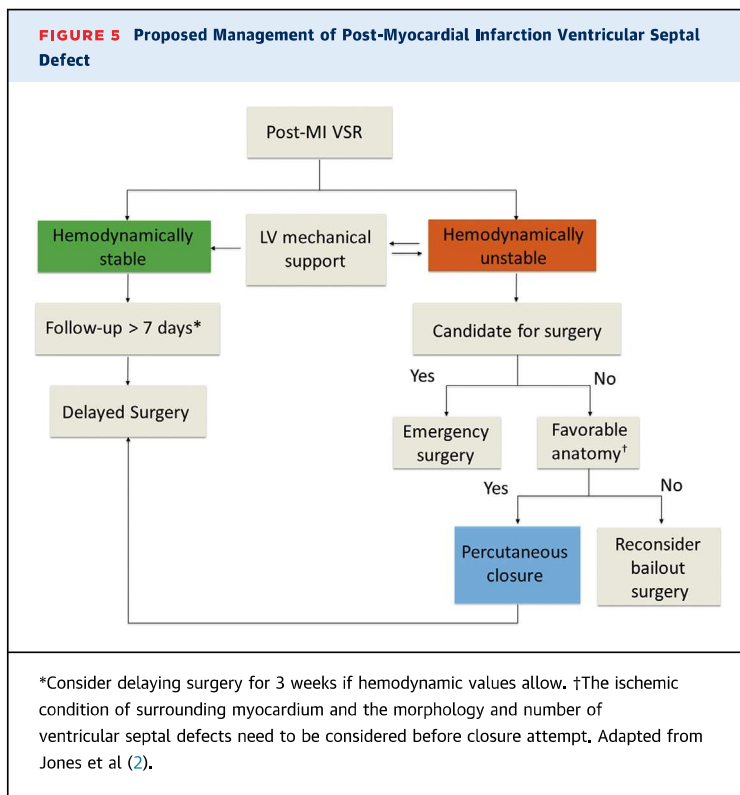 FIGURE 5 Proposed Management of Post-Myocardial Infarction Ventricular Septal
Defect
Post-MI VSR
Hemodynamically
stable
LV mechanical
support
Hemodynamically
unstable
Follow-up > 7 days*
Candidate for surgery
Yes
No
Delayed Surgery
Emergency
surgery
Favorable
anatomy†
Yes
No
Percutaneous
closure
Reconsider
bailout
surgery
*Consider delaying surgery for 3 weeks if hemodynamic values allow. †The ischemic
condition of surrounding myocardium and the morphology and number of
ventricular septal defects need to be considered before closure attempt. Adapted from
Jones et al (2).